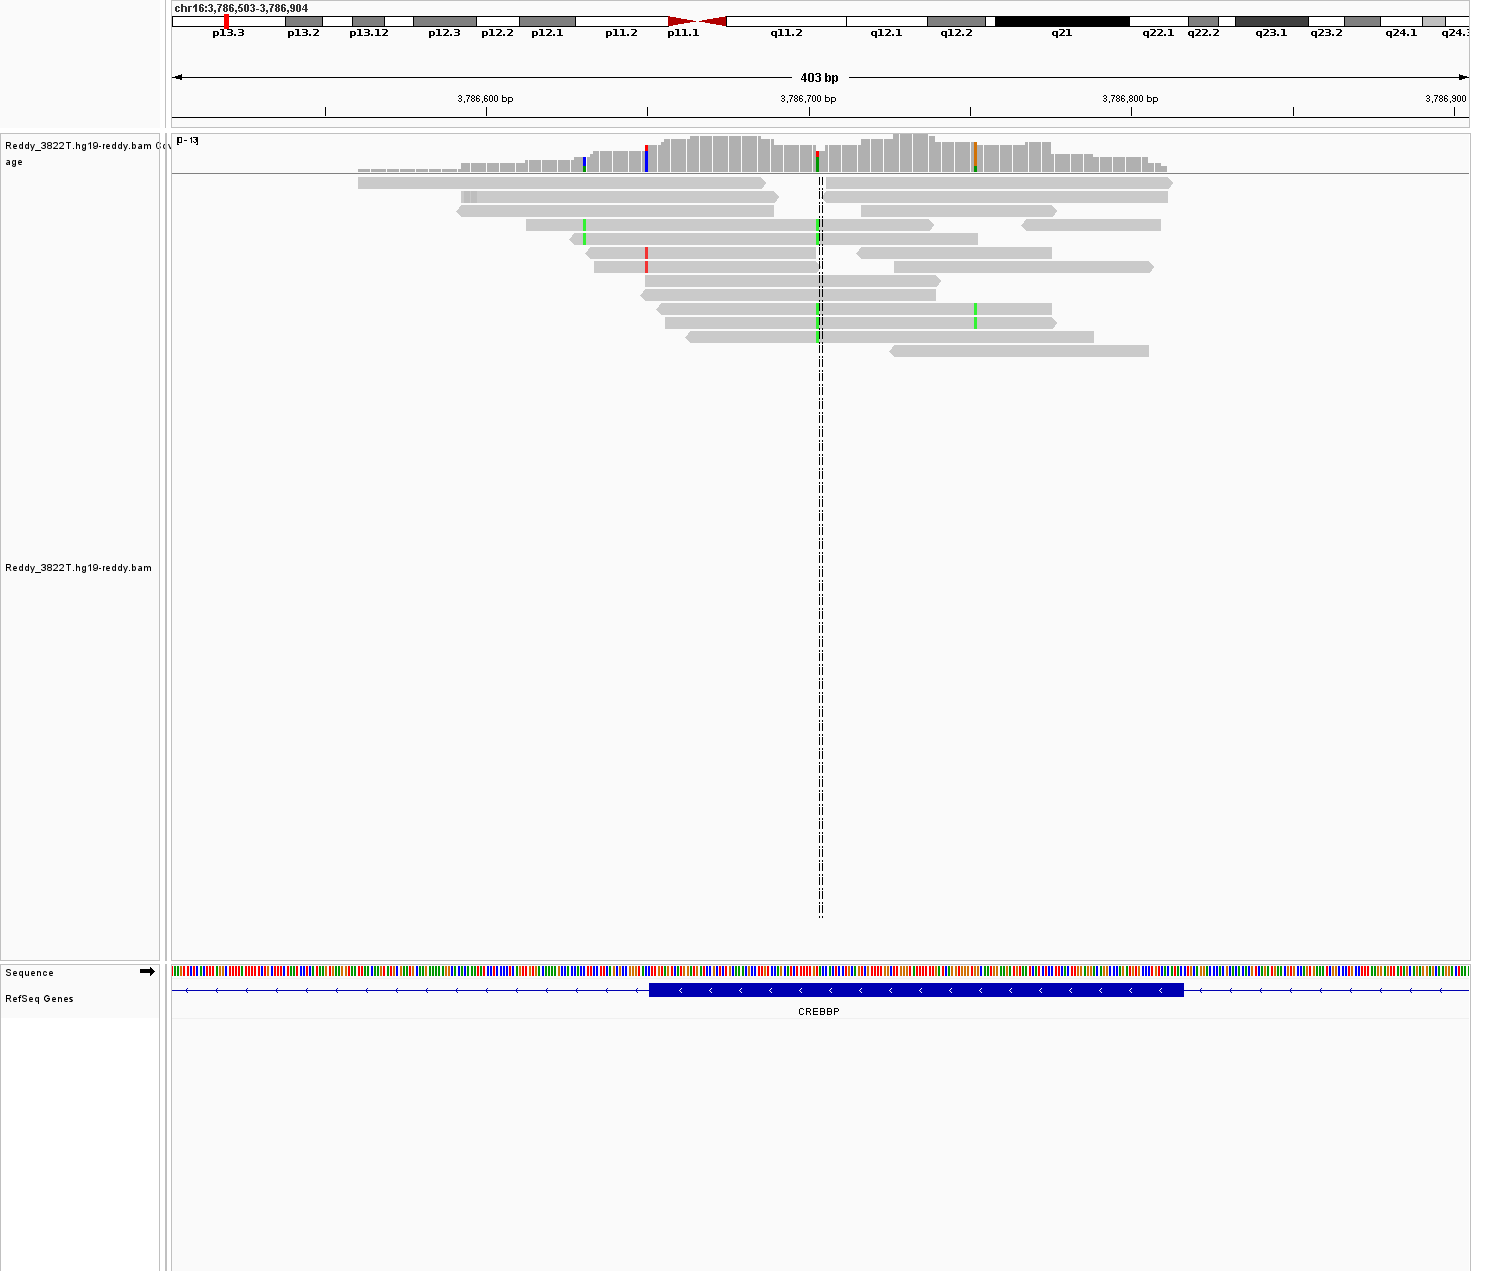 chr16:3,786,503-3,786,904
p13.3 p13.2 p13.12 p12.3 p12.2 p12.1 p11.2 p11.1 q11.2 q12.1 q12.2 q21 q22.1 q22.2 q23.1 q23.2 q24.1 q24.3
403 bp
3,786,600 bp 3,786,700 bp 3,786,800 bp 3,786,900
Reddy_3822T.hg19-reddy.bam Cov
age
[0 - 13]
Reddy_3822T.hg19-reddy.bam
Sequence
RefSeq Genes
CREBBP